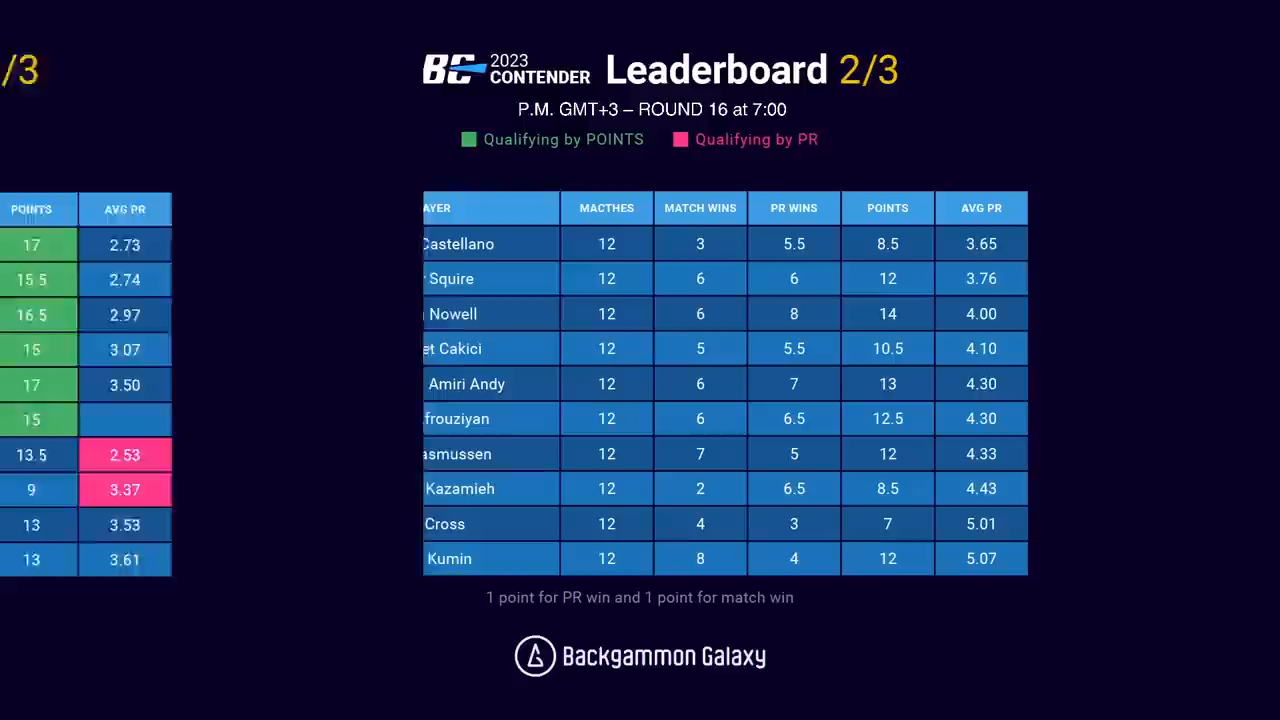 /3
BC 2023 CONTENDER Leaderboard 2/3
P.M. GMT+3 – ROUND 16 at 7:00
Qualifying by POINTS Qualifying by PR
POINTS AVG PR
17 2.73
15.5 2.74
16.5 2.97
15 3.07
17 3.50
15
13.5 2.53
9 3.37
13 3.53
13 3.61
AYER MACTHES MATCH WINS PR WINS POINTS AVG PR
Castellano 12 3 5.5 8.5 3.65
Squire 12 6 6 12 3.76
Nowell 12 6 8 14 4.00
et Cakici 12 5 5.5 10.5 4.10
Amiri Andy 12 6 7 13 4.30
frouziyan 12 6 6.5 12.5 4.30
asmussen 12 7 5 12 4.33
Kazamieh 12 2 6.5 8.5 4.43
Cross 12 4 3 7 5.01
Kumin 12 8 4 12 5.07
1 point for PR win and 1 point for match win
Backgammon Galaxy